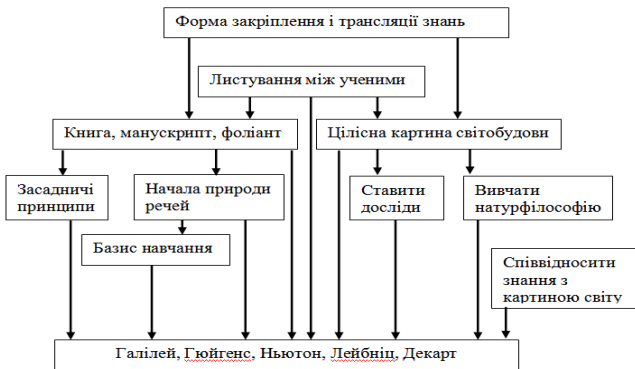 Форма закріплення і трансляції знань
Листування між ученими
Книга, манускрипт, фоліант
Цілісна картина світобудови
Засадничі
принципи
Начала природи
речей
Ставити
досліди
Вивчати
натурфілософію
Базис навчання
Співвідносити
знання з
картиною світу
Галілей, Гюйгенс, Ньютон, Лейбніц, Декарт